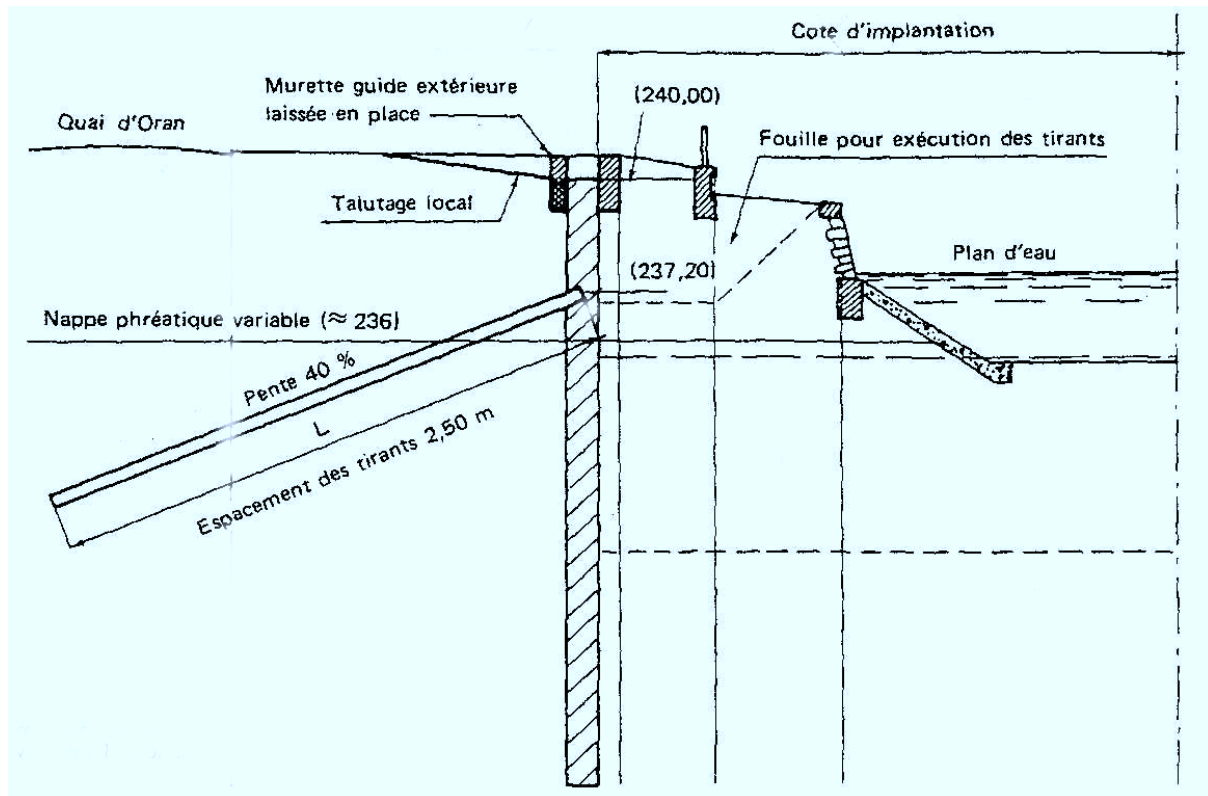 Cote d'implantation
Murette guide extérieure
laissée en place
(240,00)
Quai d'Oran
Fouille pour exécution des tirants
Talutage local
(237,20)
Plan d'eau
Nappe phréatique variable (≈ 236)
Pente 40 %
L
Espacement des tirants 2,50 m